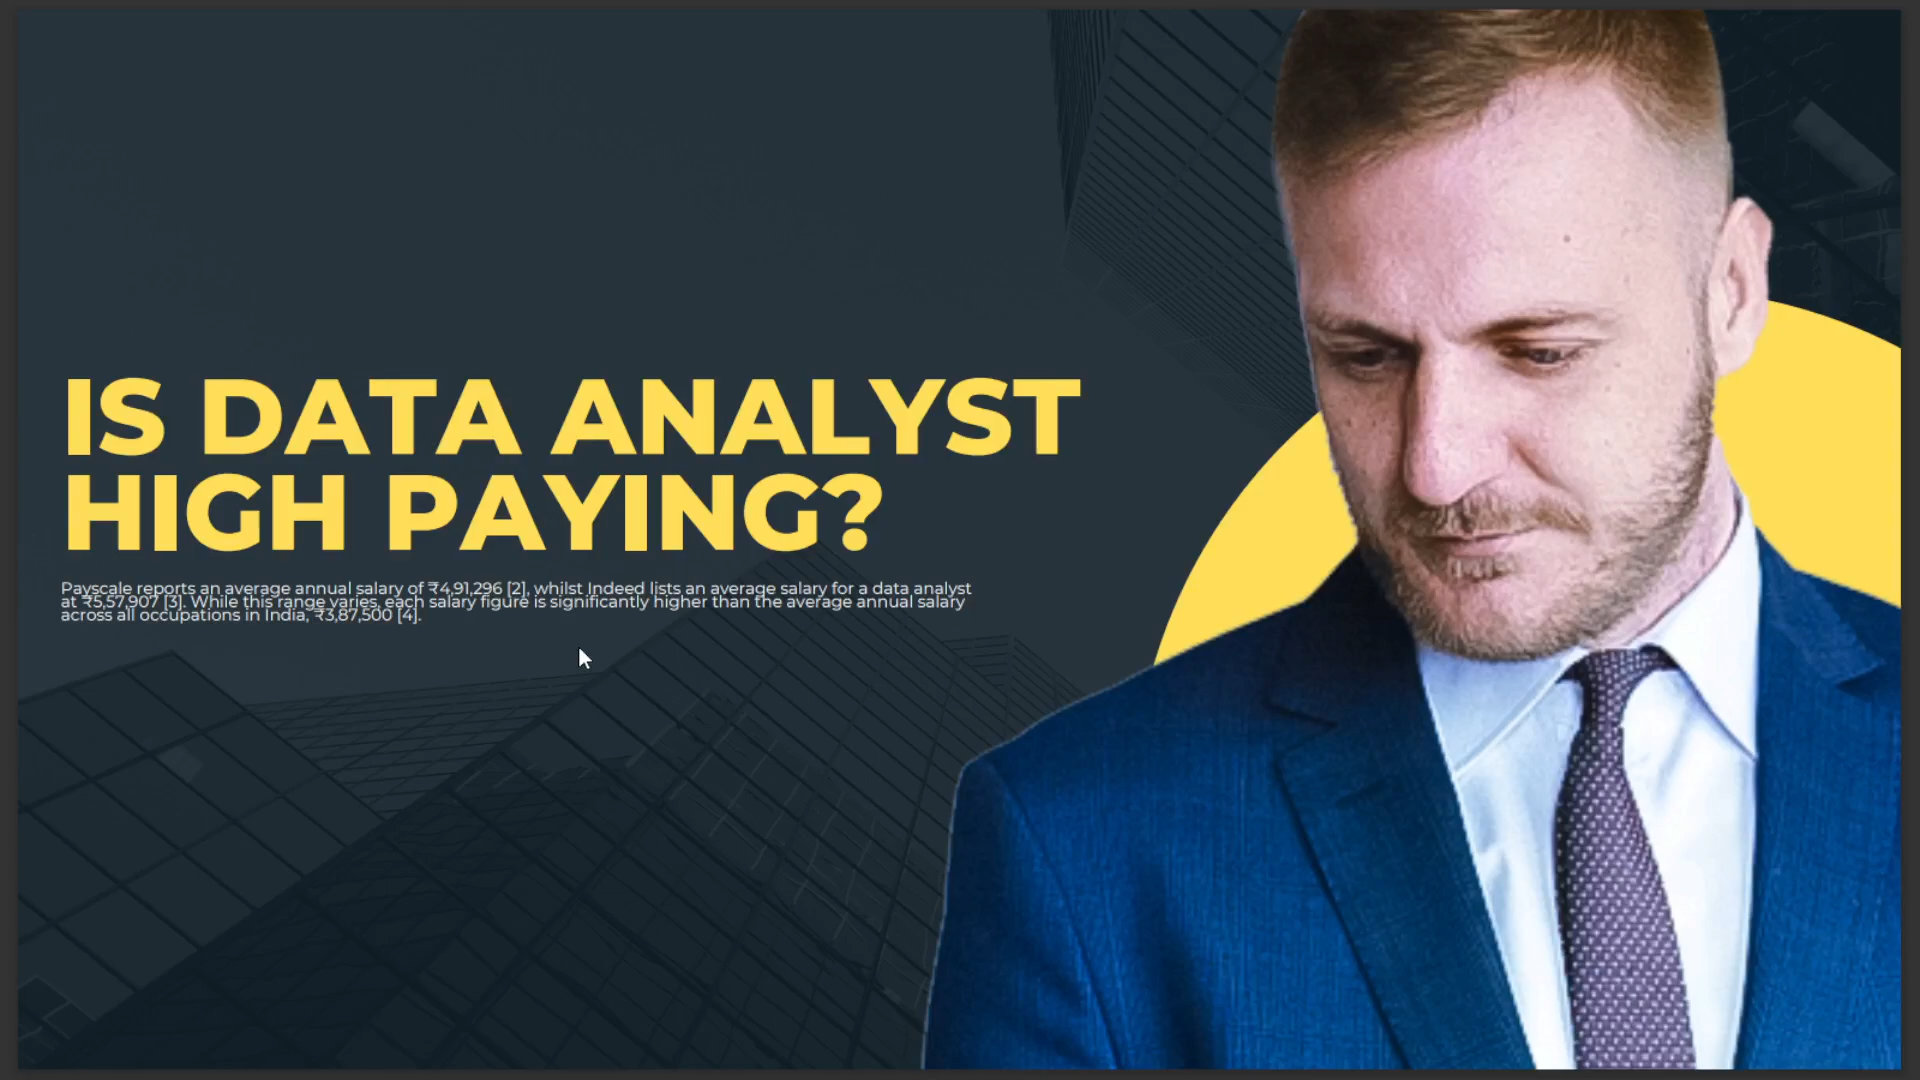 IS DATA ANALYST
HIGH PAYING?
Payscale reports an average annual salary of ₹4,91,296 [2], whilst Indeed lists an average salary for a data analyst
at ₹5,57,907 [3]. While this range varies, each salary figure is significantly higher than the average annual salary
across all occupations in India, ₹3,87,500 [4].